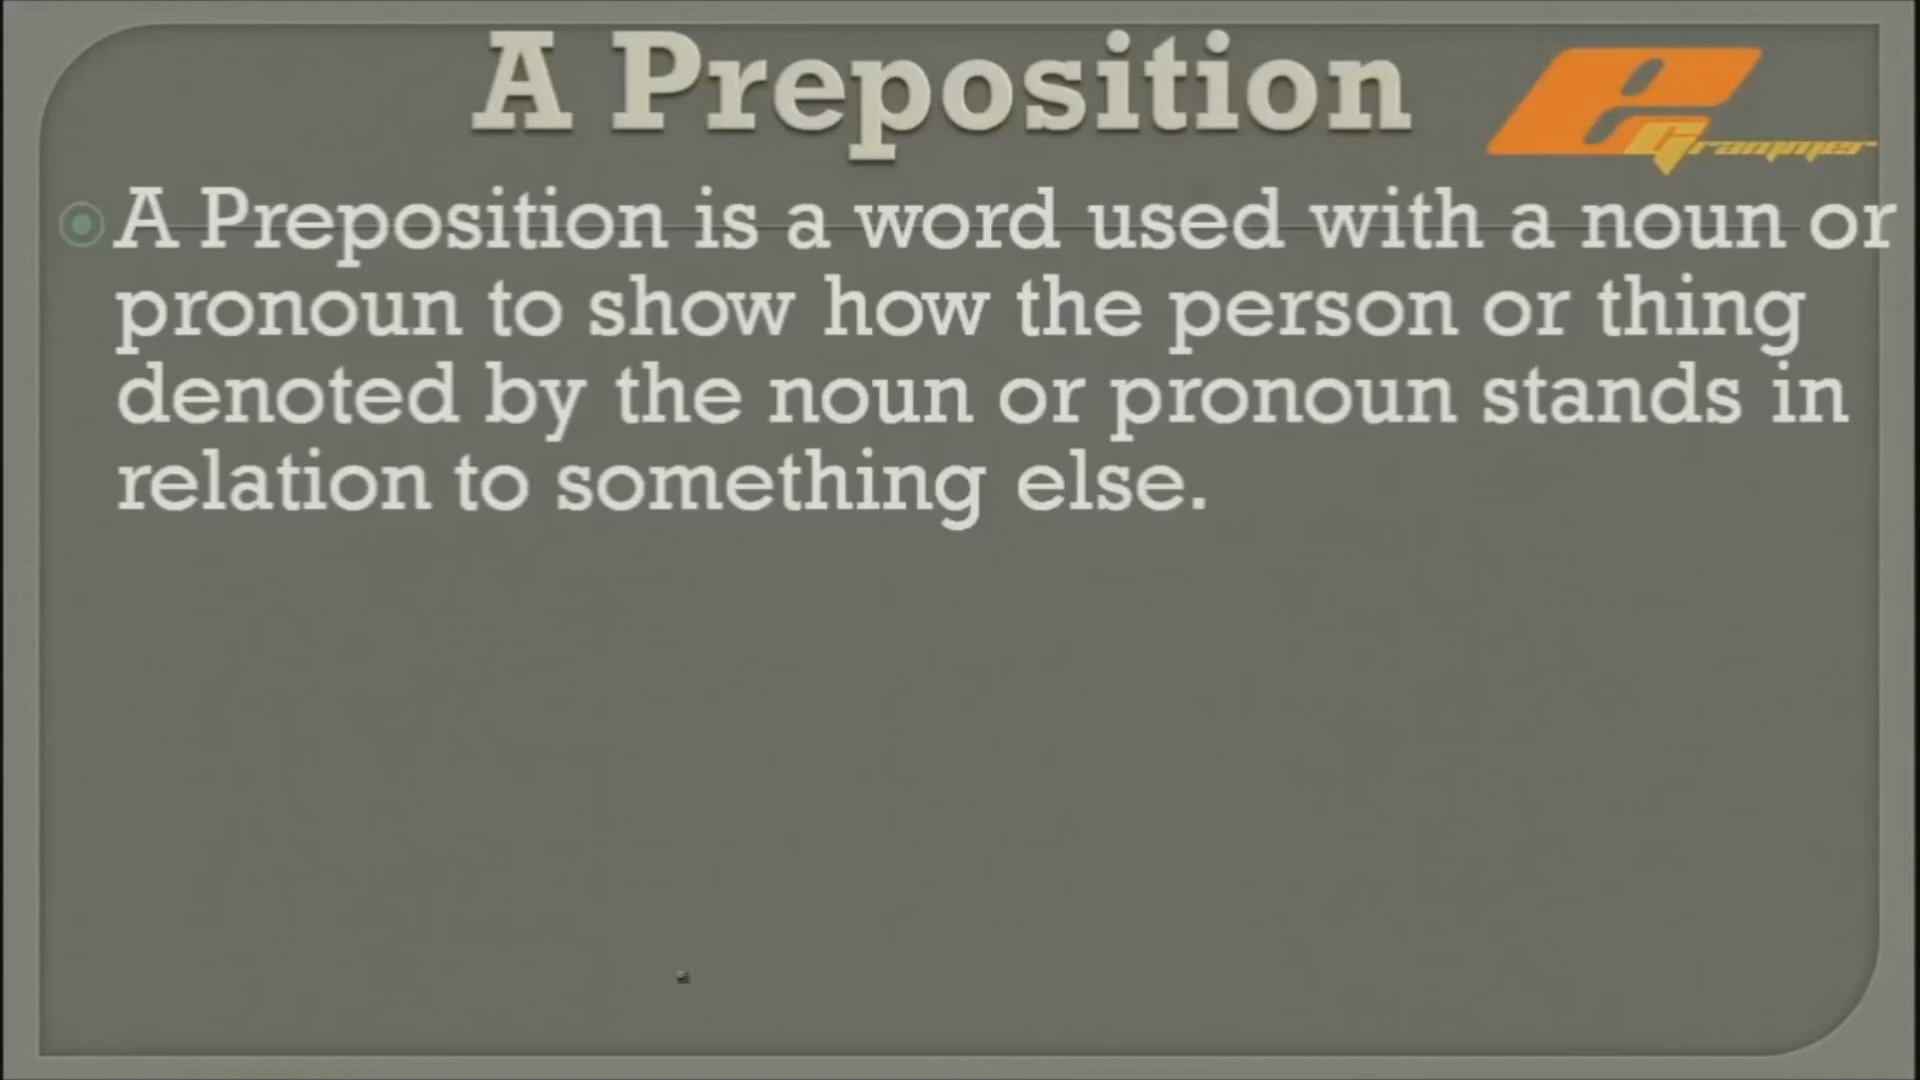 A Preposition
e Grammer
A Preposition is a word used with a noun or
pronoun to show how the person or thing
denoted by the noun or pronoun stands in
relation to something else.